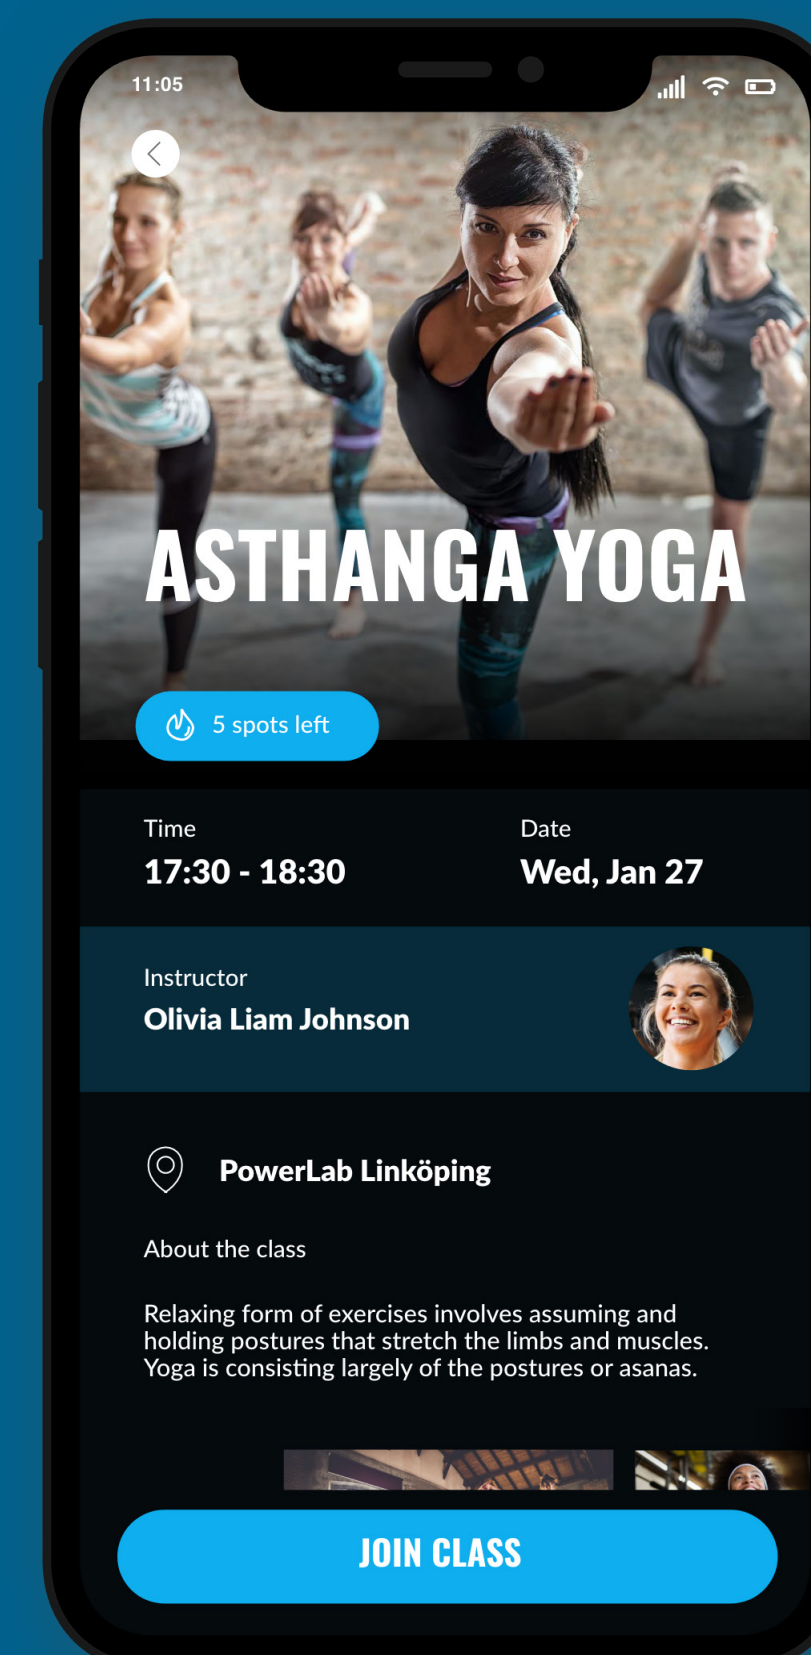 11:05
ASTHANGA YOGA
5 spots left
Time
Date
17:30 - 18:30
Wed, Jan 27
Instructor
Olivia Liam Johnson
PowerLab Linköping
About the class
Relaxing form of exercises involves assuming and
holding postures that stretch the limbs and muscles.
Yoga is consisting largely of the postures or asanas.
JOIN CLASS